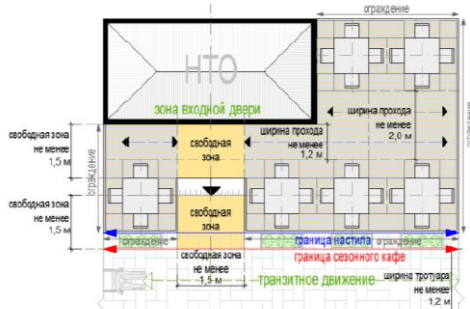 ограждение
НТО
зона входной двери
ограждение
свободная зона
не менее
1,5 м
ограждение
свободная
зона
ширина прохода
не менее
1,2 м
ширина прохода
не менее
2,0 м
свободная зона
не менее
1,5 м
свободная
зона
граница настила
ограждение
ограждение
граница сезонного кафе
свободная зона
не менее
1,5 м
транзитное движение
ширина тротуара
не менее
1,2 м